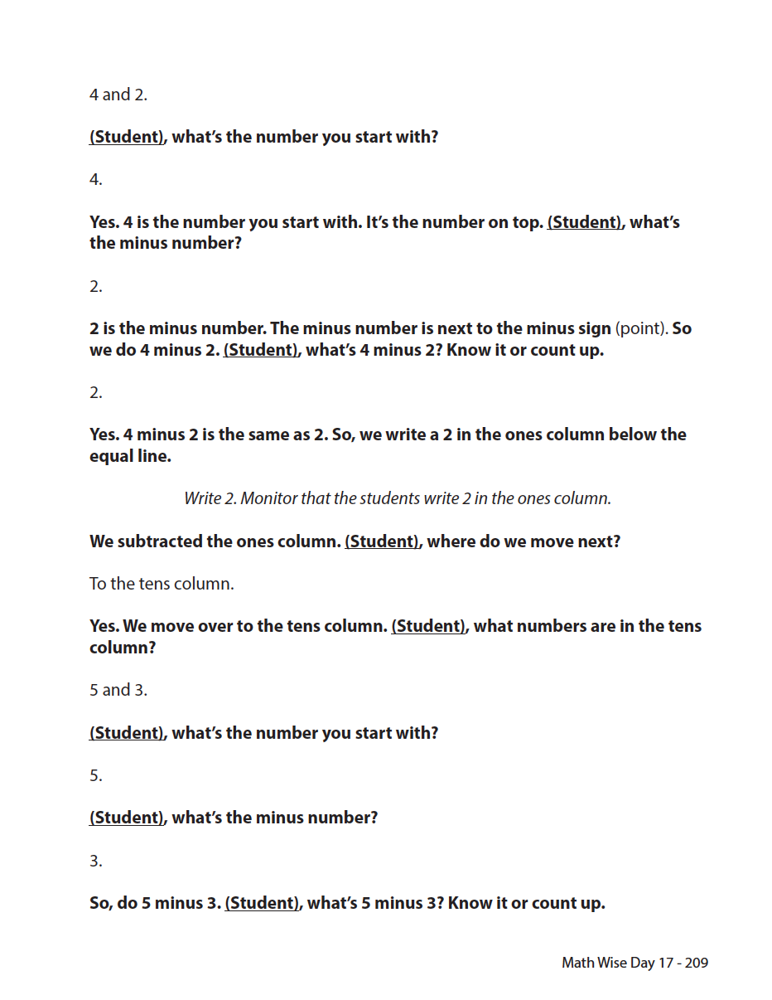 4 and 2.
(Student), what’s the number you start with?
4.
Yes. 4 is the number you start with. It’s the number on top. (Student), what’s
the minus number?
2.
2 is the minus number. The minus number is next to the minus sign (point). So
we do 4 minus 2. (Student), what’s 4 minus 2? Know it or count up.
2.
Yes. 4 minus 2 is the same as 2. So, we write a 2 in the ones column below the
equal line.
Write 2. Monitor that the students write 2 in the ones column.
We subtracted the ones column. (Student), where do we move next?
To the tens column.
Yes. We move over to the tens column. (Student), what numbers are in the tens
column?
5 and 3.
(Student), what’s the number you start with?
5.
(Student), what’s the minus number?
3.
So, do 5 minus 3. (Student), what’s 5 minus 3? Know it or count up.
Math Wise Day 17 - 209